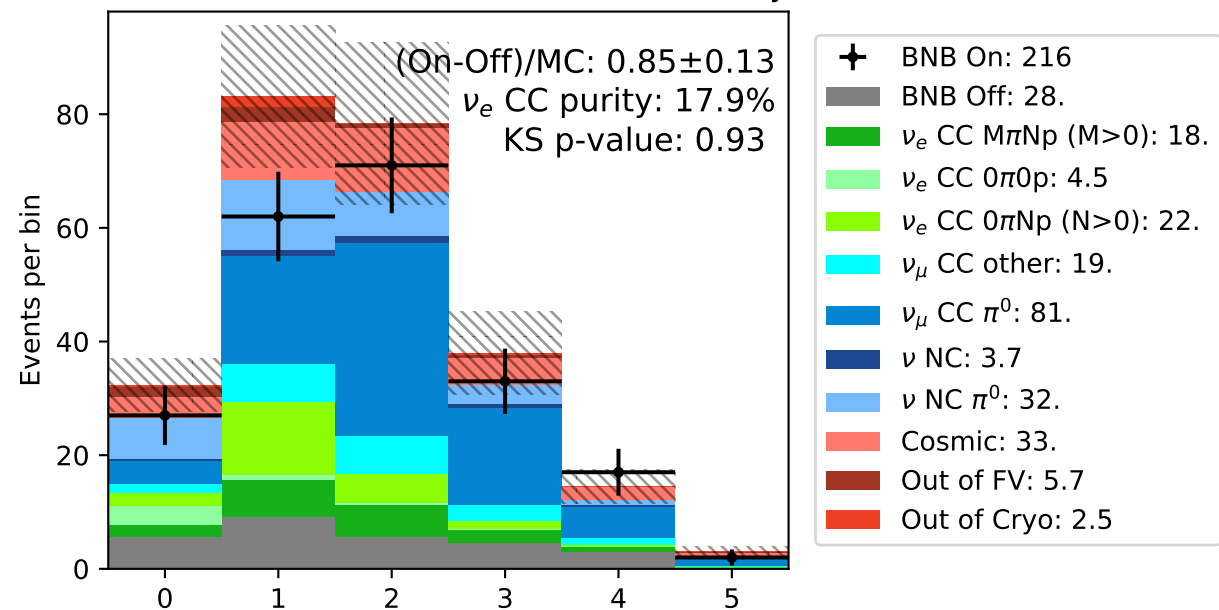 (On-Off)/MC: 0.85±0.13
νe CC purity: 17.9%
KS p-value: 0.93
Events per bin
80
60
40
20
0
0 1 2 3 4 5
BNB On: 216
BNB Off: 28.
νe CC MπNp (M>0): 18.
νe CC 0π0p: 4.5
νe CC 0πNp (N>0): 22.
νμ CC other: 19.
νμ CC π⁰: 81.
ν NC: 3.7
ν NC π⁰: 32.
Cosmic: 33.
Out of FV: 5.7
Out of Cryo: 2.5